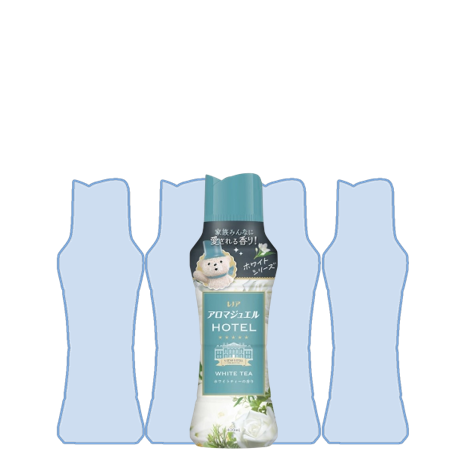 家族みんなに
愛される香り!
ホワイト
シリーズ
レノア
アロマジュエル
HOTEL
WHITE TEA
ホワイトティーの香り